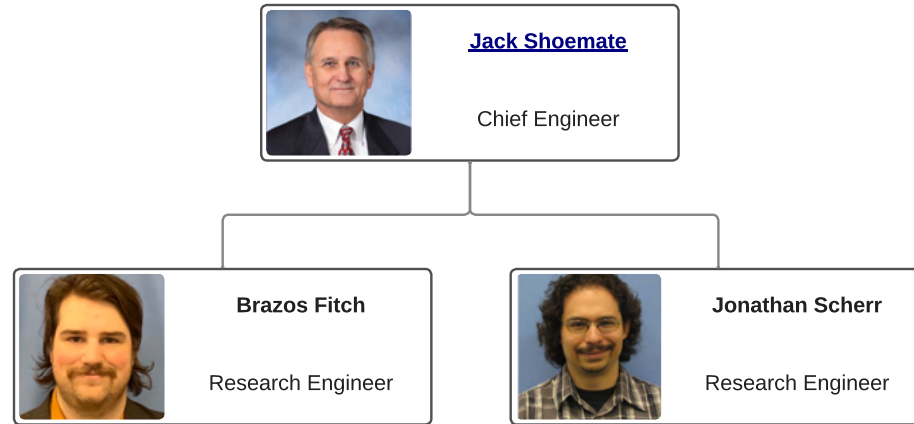 Jack Shoemate
Chief Engineer
Brazos Fitch
Research Engineer
Jonathan Scherr
Research Engineer